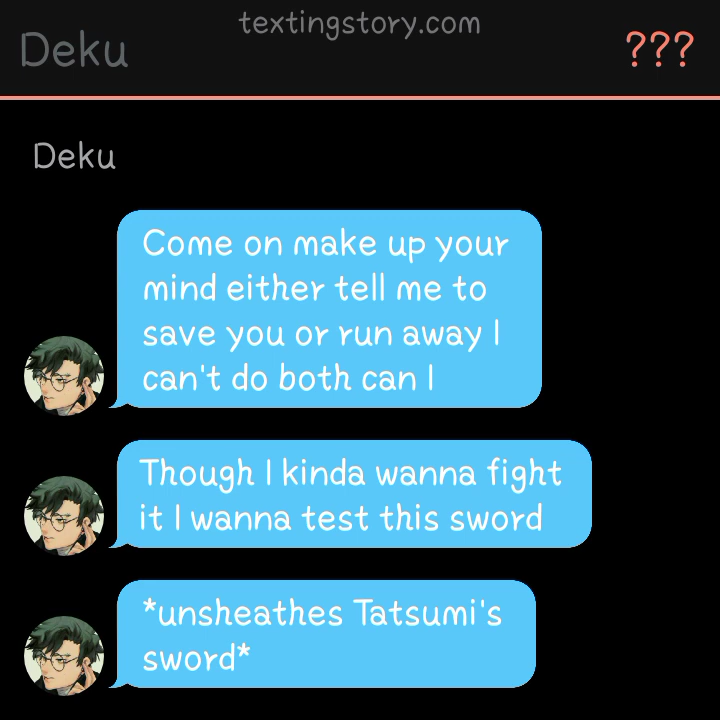 textingstory.com
Deku
???
Deku
Come on make up your
mind either tell me to
save you or run away I
can't do both can I
Though I kinda wanna fight
it I wanna test this sword
*unsheathes Tatsumi's
sword*